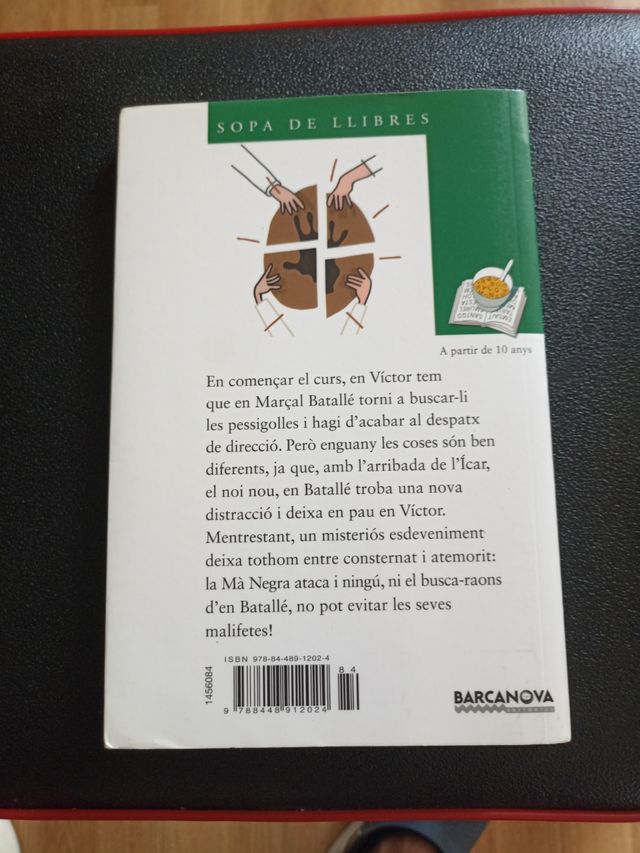 SOPA DE LLIBRES
A partir de 10 anys
En començar el curs, en Víctor tem
que en Marçal Batallé torni a buscar-li
les pessigolles i hagi d'acabar al despatx
de direcció. Però enguany les coses són ben
diferents, ja que, amb l'arribada de l'Ícar,
el noi nou, en Batallé troba una nova
distracció i deixa en pau en Víctor.
Mentrestant, un misteriós esdeveniment
deixa tothom entre consternat i atemorit:
la Mà Negra ataca i ningú, ni el busca-raons
d'en Batallé, no pot evitar les seves
malifetes!
ISBN 978-84-489-1202-4
84
1456084
9 788448 912024
BARCANOVA
EDITORIAL